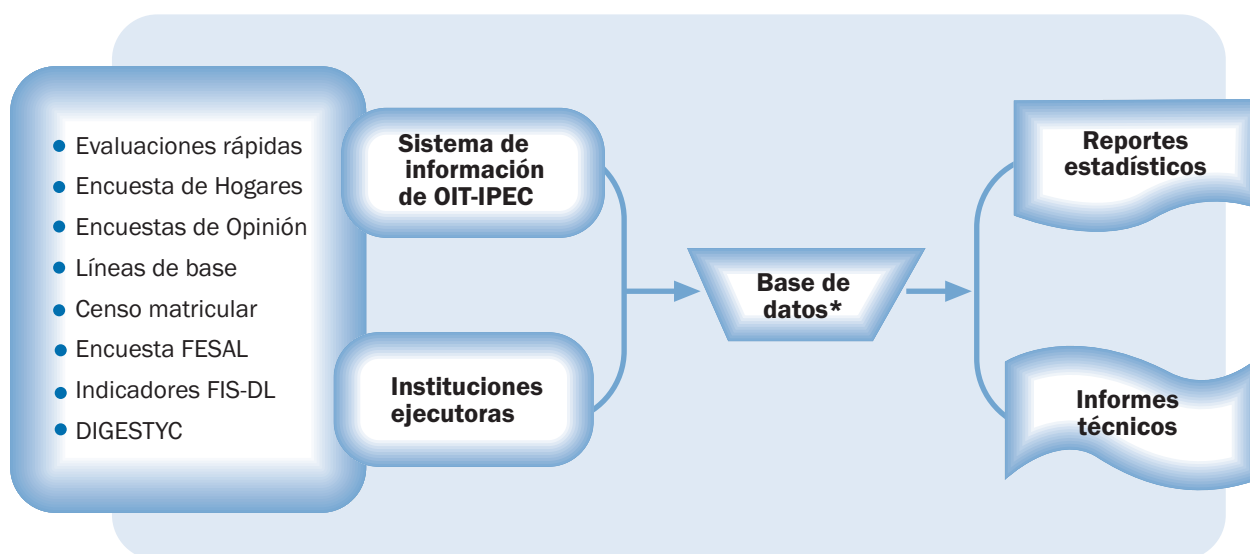 Evaluaciones rápidas
Encuesta de Hogares
Encuestas de Opinión
Líneas de base
Censo matricular
Encuesta FESAL
Indicadores FIS-DL
DIGESTYC
Sistema de
información
de OIT-IPEC
Instituciones
ejecutoras
Base de
datos*
Reportes
estadísticos
Informes
técnicos